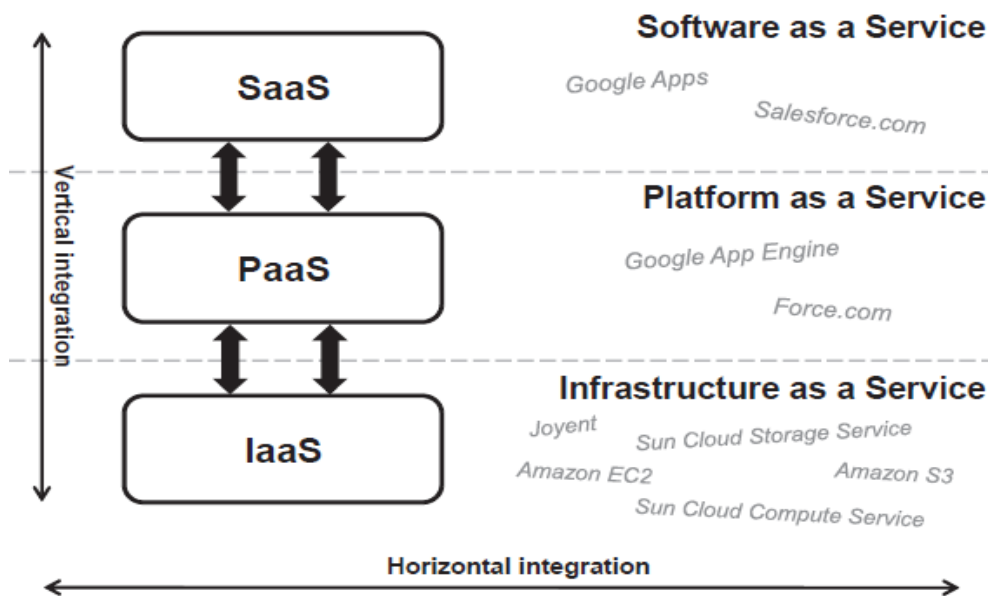 Software as a Service
SaaS
Google Apps
Salesforce.com
Vertical integration
Platform as a Service
PaaS
Google App Engine
Force.com
Infrastructure as a Service
IaaS
Joyent
Sun Cloud Storage Service
Amazon EC2
Amazon S3
Sun Cloud Compute Service
Horizontal integration